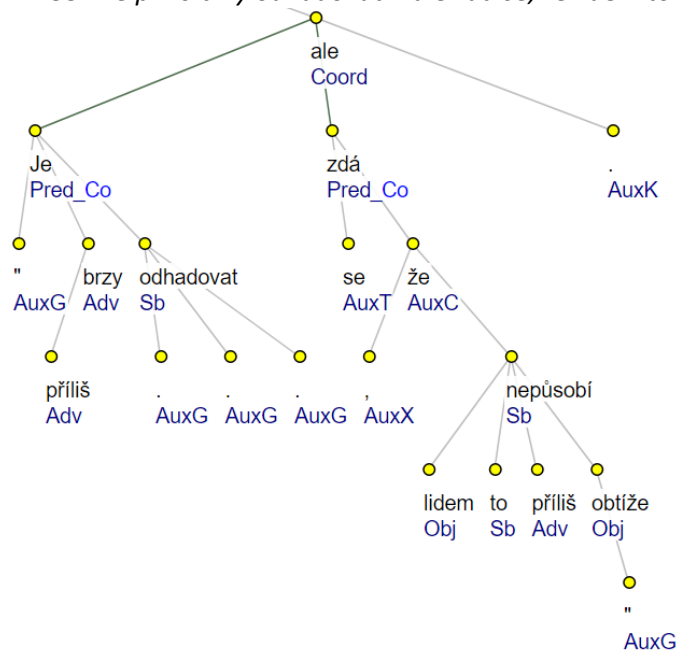 ale
Coord
Je zdá .
Pred_Co Pred_Co AuxK
" brzy odhadovat se že
AuxG Adv Sb AuxT AuxC
příliš . . . , nepůsobí
Adv AuxG AuxG AuxG AuxX Sb
lidem to příliš obtíže
Obj Sb Adv Obj
"
AuxG